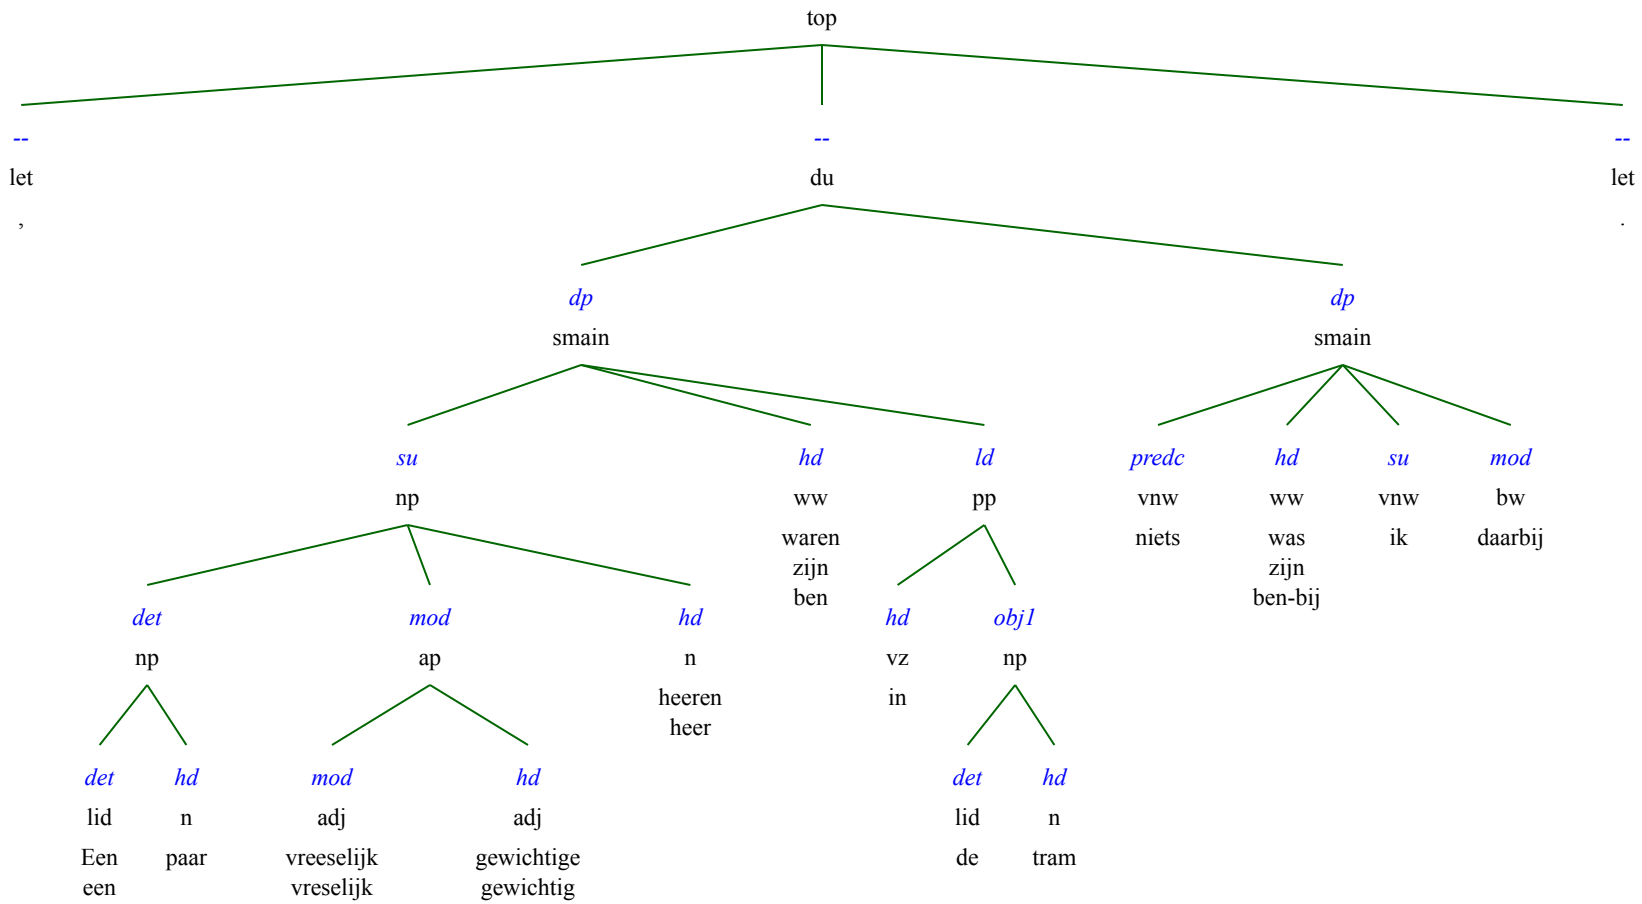 top
-- -- --
let du let
, .
dp dp
smain smain
su hd ld predc hd su mod
np ww pp vnw ww vnw bw
waren niets was ik daarbij
zijn zijn
ben ben-bij
det mod hd hd obj1
np ap n vz np
heeren in
heer
det hd mod hd det hd
lid n adj adj lid n
Een paar vreeselijk gewichtige de tram
een vreselijk gewichtig